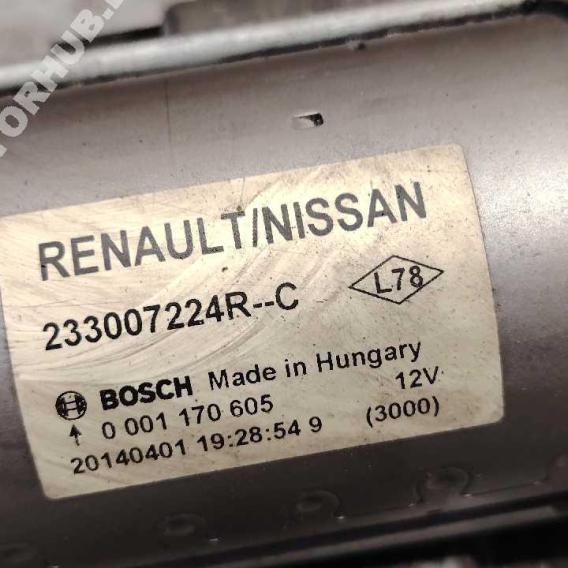 ORHUB.
RENAULT/NISSAN
233007224R--C
L78
BOSCH Made in Hungary
0 001 170 605 12V
20140401 19:28:54 9 (3000)